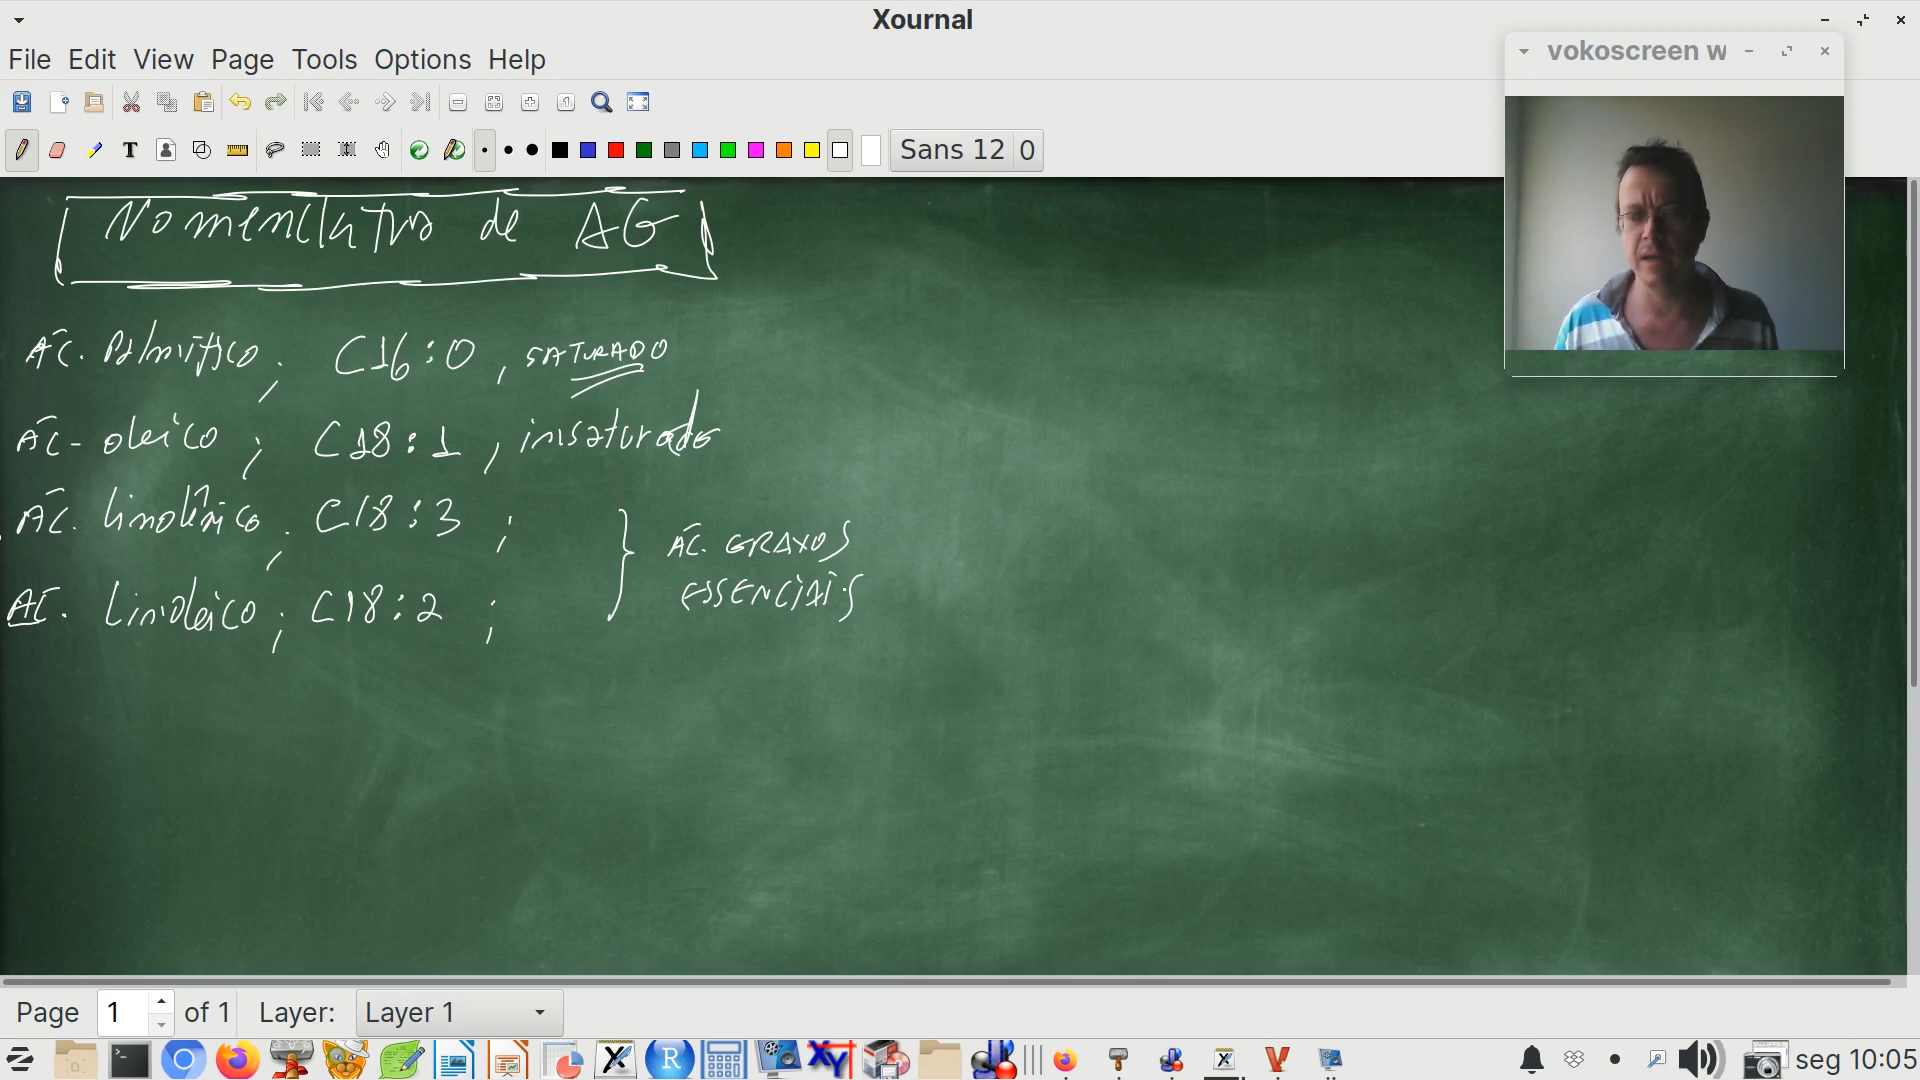 Xournal
File Edit View Page Tools Options Help
vokoscreen w
T Sans 12 0
Nomenclatura de AG
Ác. Palmítico; C16:0, SATURADO
Ác- oleico; C18:1, insaturado
Ác. linolênico; C18:3;
ÁC. GRAXOS
ESSENCIAIS
Ác. Linoleico; C18:2;
Page 1 of 1 Layer: Layer 1
seg 10:05